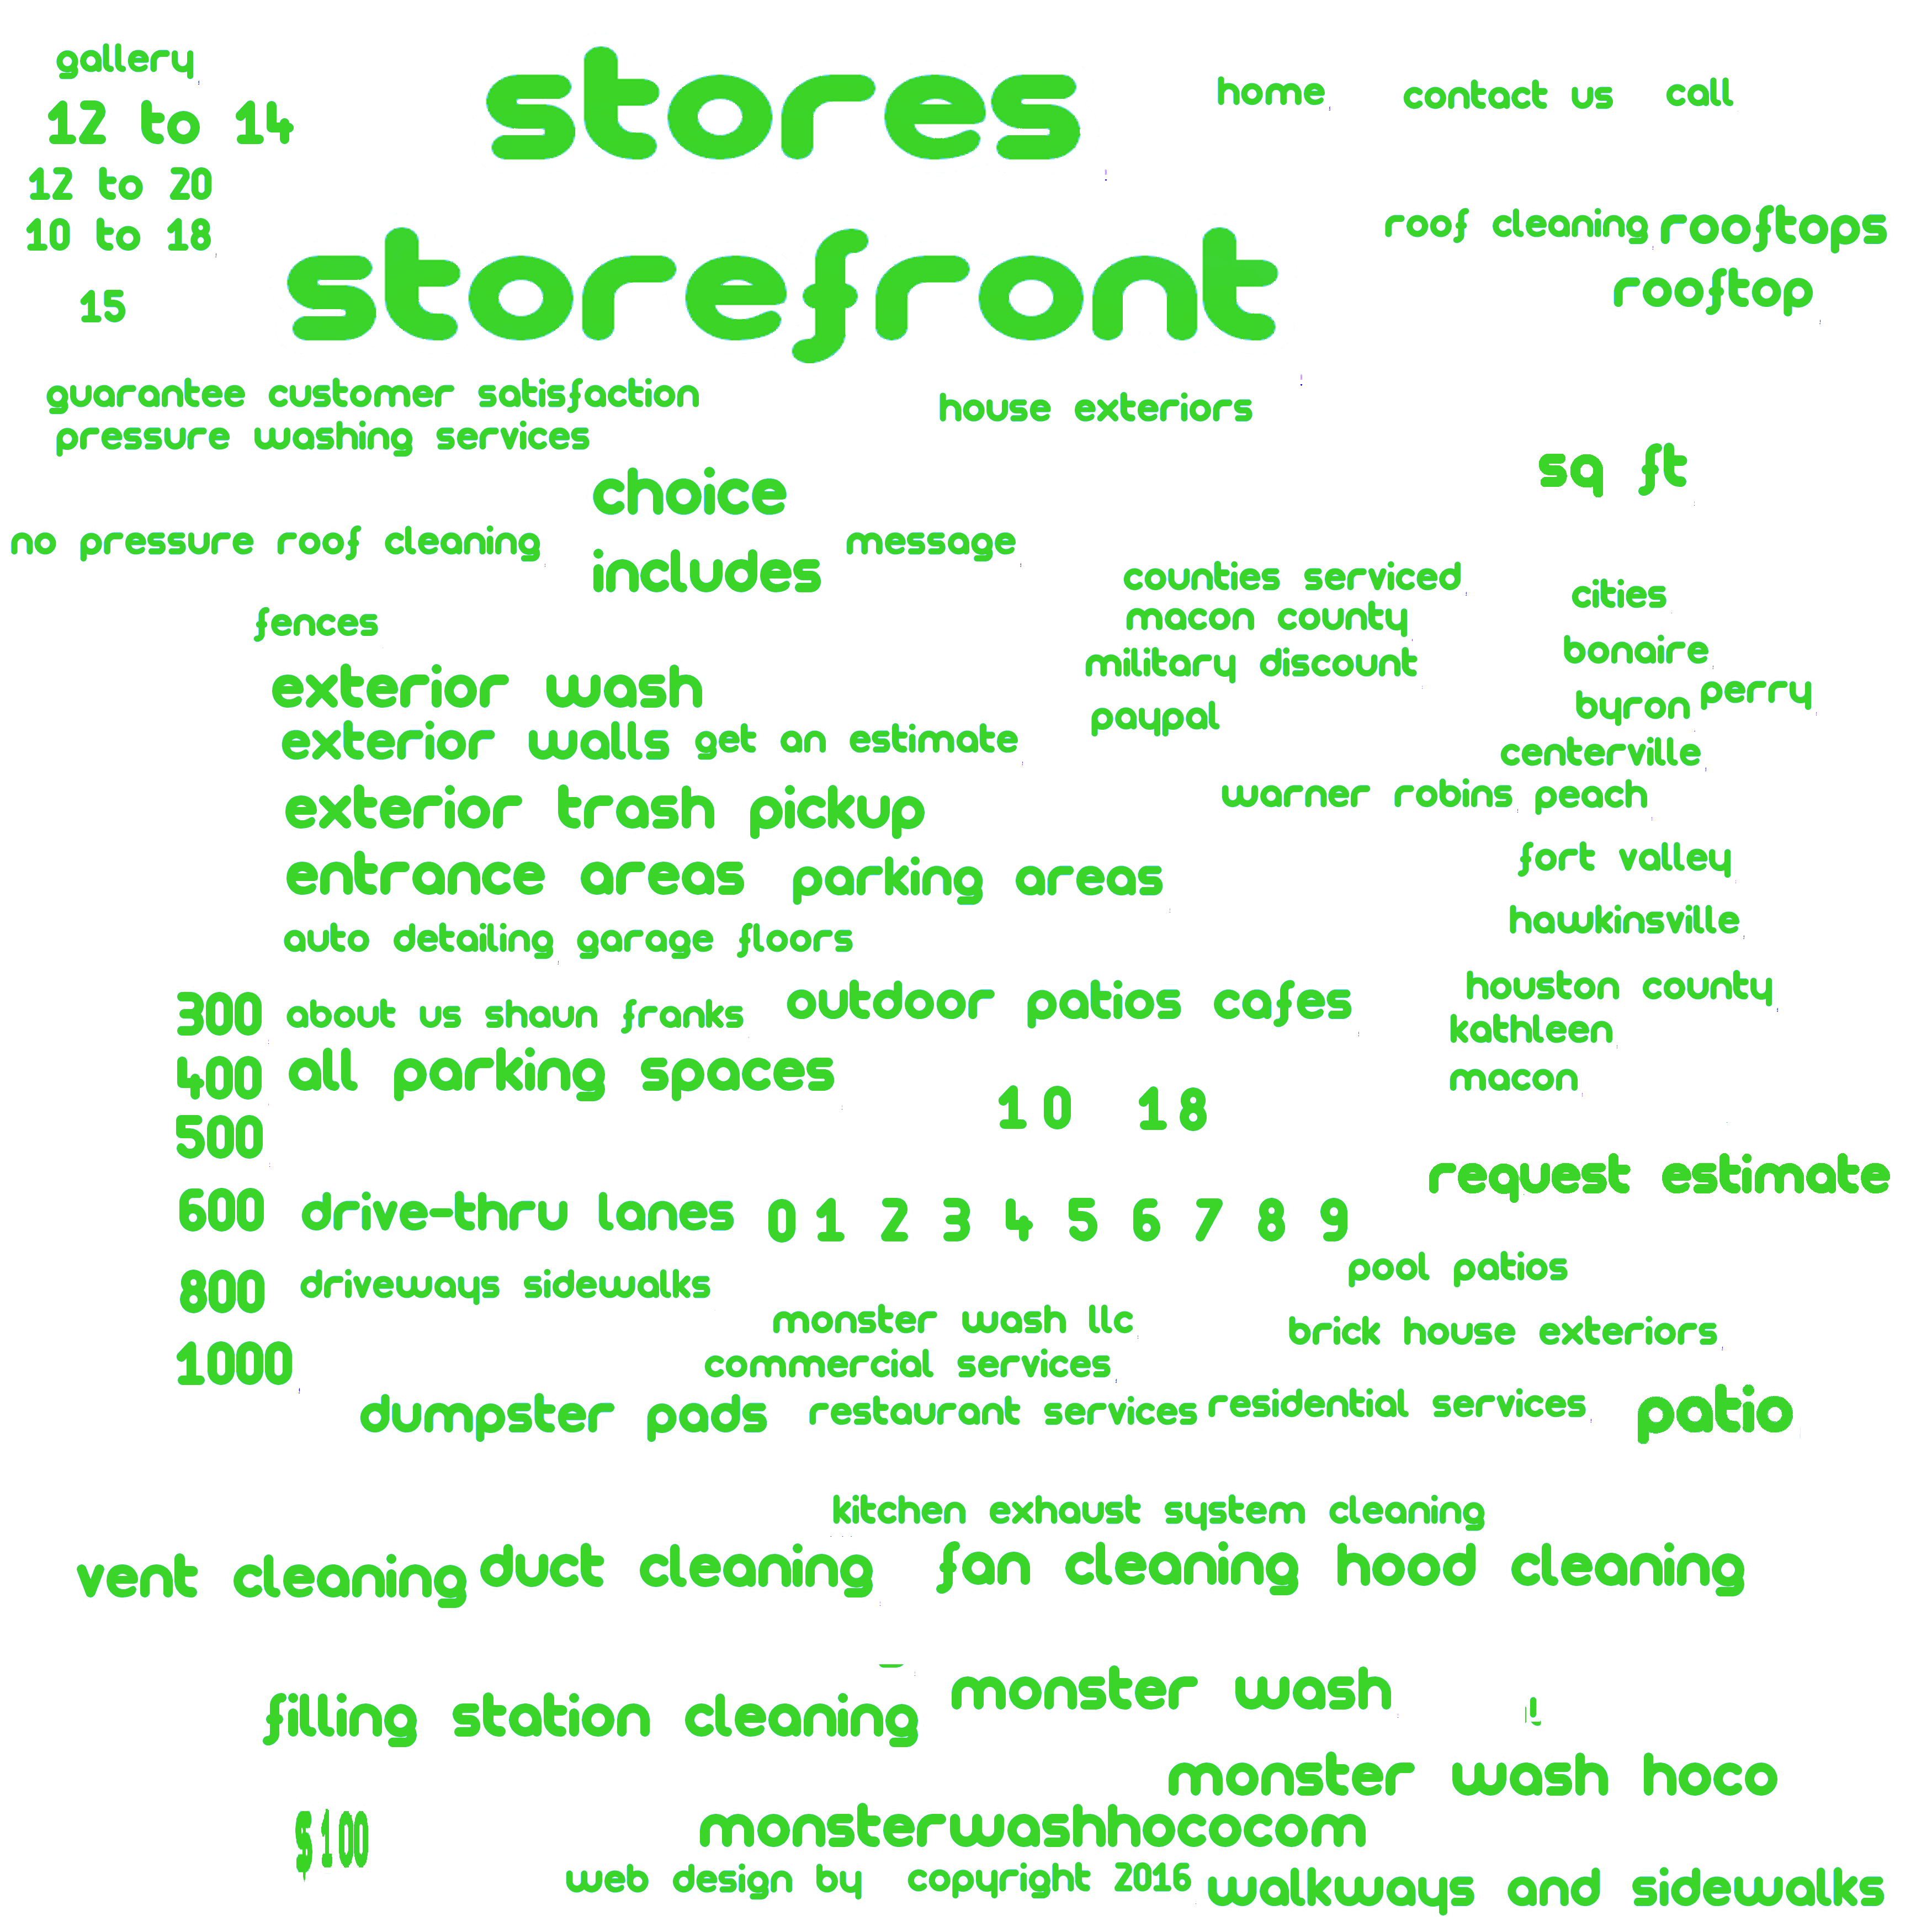 gallery
stores
home
contact us
call
12 to 14
12 to 20
10 to 18
roof cleaning
rooftops
storefront
rooftop
15
guarantee customer satisfaction
house exteriors
pressure washing services
sq ft
choice
no pressure roof cleaning
message
includes
counties serviced
cities
macon county
fences
bonaire
military discount
exterior wash
perry
byron
paypal
exterior walls
get an estimate
centerville
warner robins
peach
exterior trash pickup
fort valley
entrance areas
parking areas
hawkinsville
auto detailing
garage floors
houston county
300
about us
shaun franks
outdoor patios cafes
kathleen
400
all parking spaces
macon
10 18
500
request estimate
600
drive-thru lanes
0 1 2 3 4 5 6 7 8 9
pool patios
800
driveways sidewalks
monster wash llc
brick house exteriors
1000
commercial services
dumpster pads
restaurant services
residential services
patio
kitchen exhaust system cleaning
vent cleaning
duct cleaning
fan cleaning
hood cleaning
monster wash
filling station cleaning
monster wash hoco
$100
monsterwashhococom
web design by
copyright 2016
walkways and sidewalks